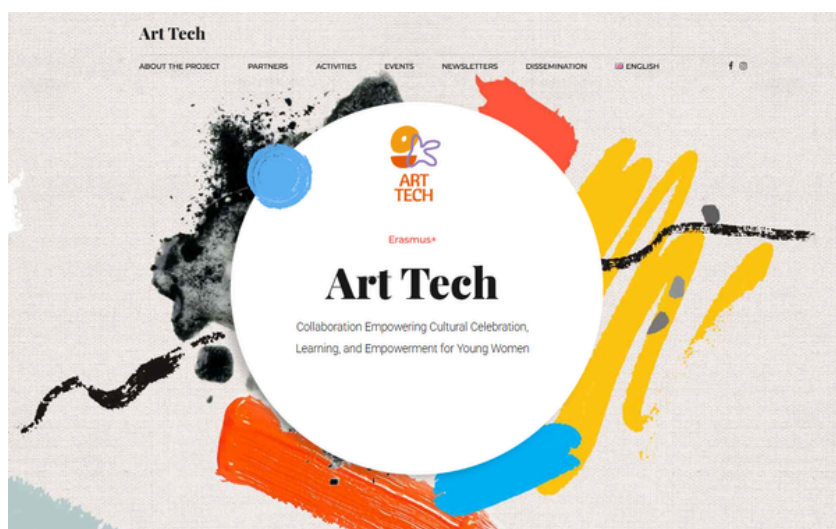 Art Tech
ABOUT THE PROJECT PARTNERS ACTIVITIES EVENTS NEWSLETTERS DISSEMINATION ENGLISH
ART
TECH
Erasmus+
Art Tech
Collaboration Empowering Cultural Celebration,
Learning, and Empowerment for Young Women